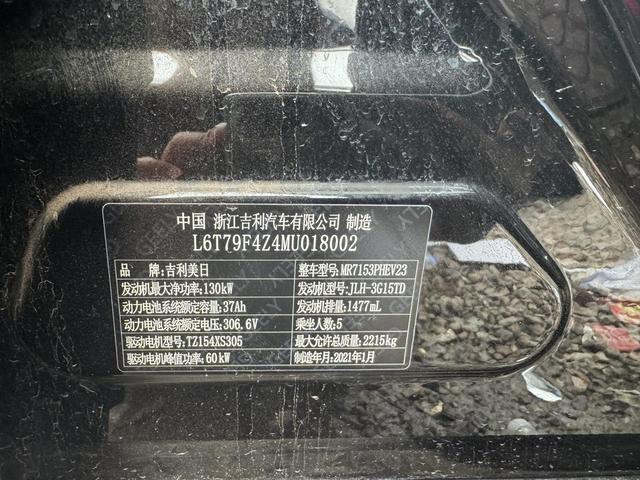 中国 浙江吉利汽车有限公司 制造
L6T79F4Z4MU018002
品 牌:吉利美日 整车型号:MR7153PHEV23
发动机最大净功率:130kW 发动机型号:JLH-3G15TD
动力电池系统额定容量:37Ah 发动机排量:1477mL
动力电池系统额定电压:306.6V 乘坐人数:5
驱动电机型号:TZ154XS305 最大允许总质量:2215kg
驱动电机峰值功率:60kW 制造年月:2021年1月